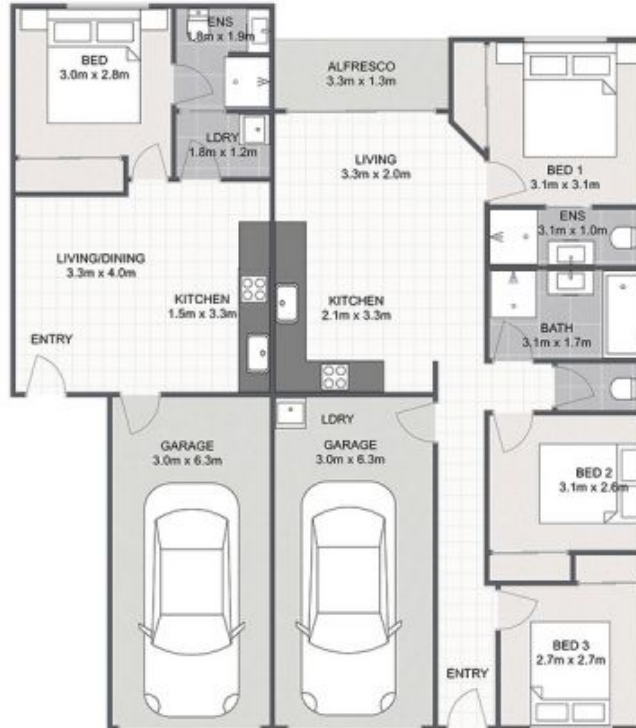 ENS
1.8m x 1.9m
BED
3.0m x 2.8m
ALFRESCO
3.3m x 1.3m
LDRY
1.8m x 1.2m
LIVING
3.3m x 2.0m
BED 1
3.1m x 3.1m
ENS
3.1m x 1.0m
LIVING/DINING
3.3m x 4.0m
KITCHEN
1.5m x 3.3m
KITCHEN
2.1m x 3.3m
BATH
3.1m x 1.7m
ENTRY
LDRY
GARAGE
3.0m x 6.3m
GARAGE
3.0m x 6.3m
BED 2
3.1m x 2.6m
BED 3
2.7m x 2.7m
ENTRY